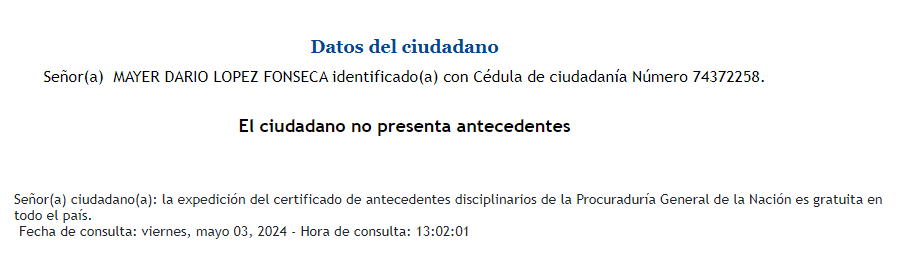 Datos del ciudadano
Señor(a) MAYER DARIO LOPEZ FONSECA identificado(a) con Cédula de ciudadanía Número 74372258.
El ciudadano no presenta antecedentes
Señor(a) ciudadano(a): la expedición del certificado de antecedentes disciplinarios de la Procuraduría General de la Nación es gratuita en
todo el país.
Fecha de consulta: viernes, mayo 03, 2024 - Hora de consulta: 13:02:01